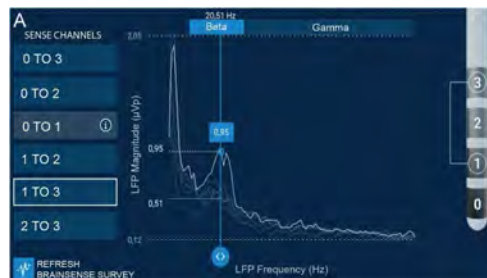 A
SENSE CHANNELS
0 TO 3
0 TO 2
0 TO 1
1 TO 2
1 TO 3
2 TO 3
REFRESH
BRAINSENSE SURVEY
20,51 Hz
Beta
Gamma
LFP Magnitude (µVp)
0,95
0,95
0,51
0,12
LFP Frequency (Hz)
3
2
1
0